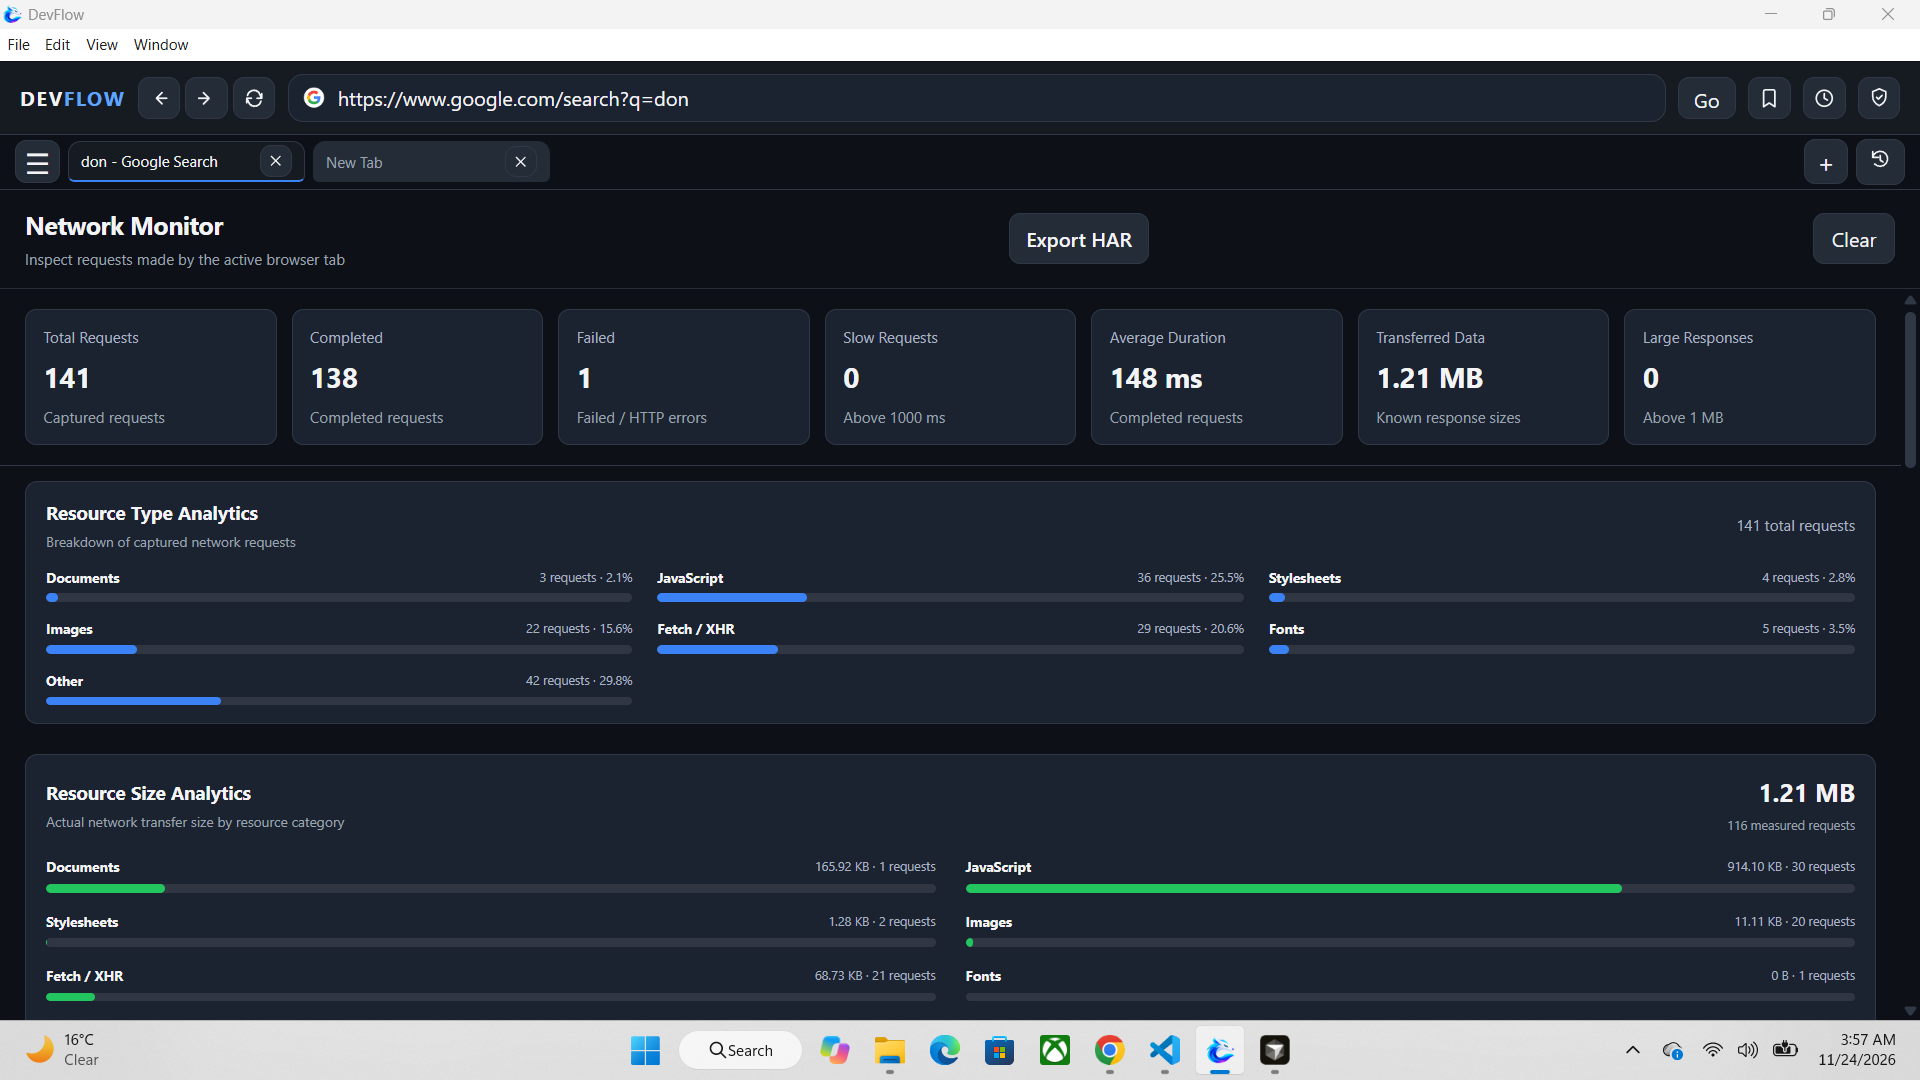 DevFlow
File Edit View Window
DEVFLOW https://www.google.com/search?q=don Go
don - Google Search New Tab +
Network Monitor
Inspect requests made by the active browser tab
Export HAR
Clear
Total Requests
141
Captured requests
Completed
138
Completed requests
Failed
1
Failed / HTTP errors
Slow Requests
0
Above 1000 ms
Average Duration
148 ms
Completed requests
Transferred Data
1.21 MB
Known response sizes
Large Responses
0
Above 1 MB
Resource Type Analytics
Breakdown of captured network requests
141 total requests
Documents 3 requests · 2.1%
JavaScript 36 requests · 25.5%
Stylesheets 4 requests · 2.8%
Images 22 requests · 15.6%
Fetch / XHR 29 requests · 20.6%
Fonts 5 requests · 3.5%
Other 42 requests · 29.8%
Resource Size Analytics
Actual network transfer size by resource category
1.21 MB
116 measured requests
Documents 165.92 KB · 1 requests
JavaScript 914.10 KB · 30 requests
Stylesheets 1.28 KB · 2 requests
Images 11.11 KB · 20 requests
Fetch / XHR 68.73 KB · 21 requests
Fonts 0 B · 1 requests
16°C
Clear
Search
3:57 AM
11/24/2026